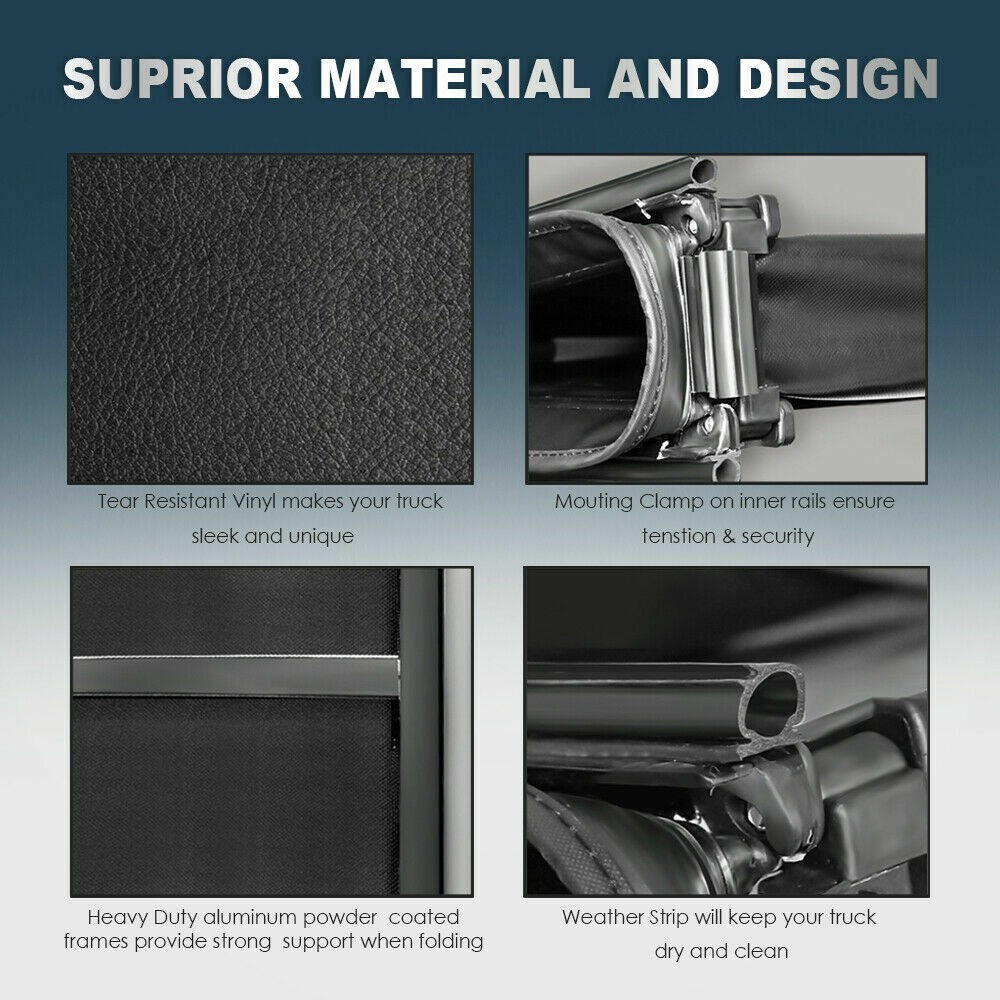 SUPRIOR MATERIAL AND DESIGN
Tear Resistant Vinyl makes your truck
sleek and unique
Mouting Clamp on inner rails ensure
tenstion & security
Heavy Duty aluminum powder coated
frames provide strong support when folding
Weather Strip will keep your truck
dry and clean